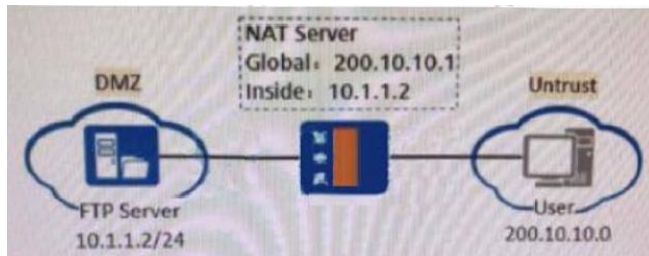 NAT Server
Global: 200.10.10.1
Inside: 10.1.1.2
DMZ
Untrust
FTP Server
10.1.1.2/24
User
200.10.10.0